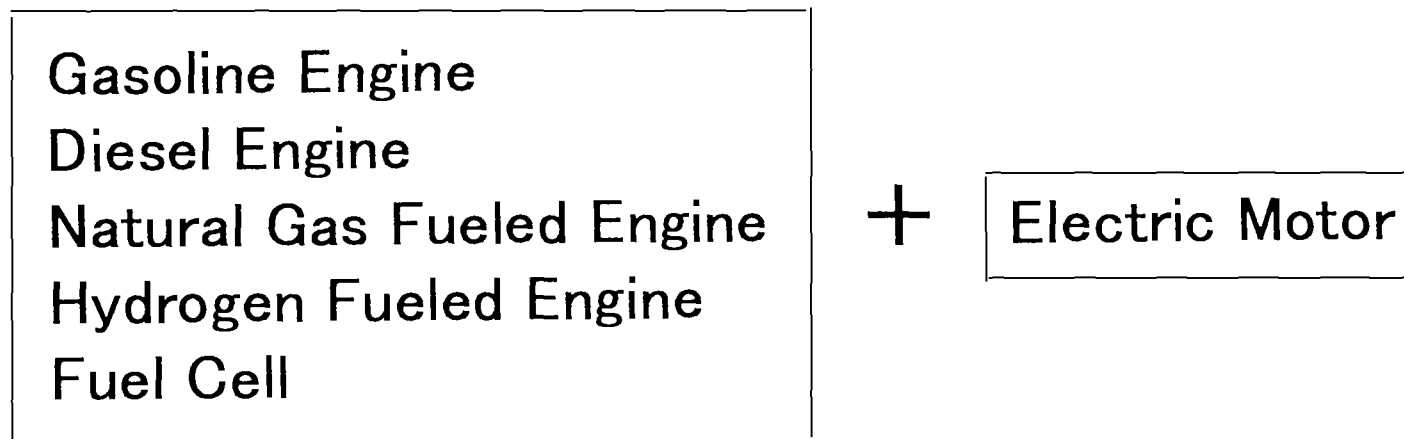 Gasoline Engine
Diesel Engine
Natural Gas Fueled Engine
Hydrogen Fueled Engine
Fuel Cell
+
Electric Motor